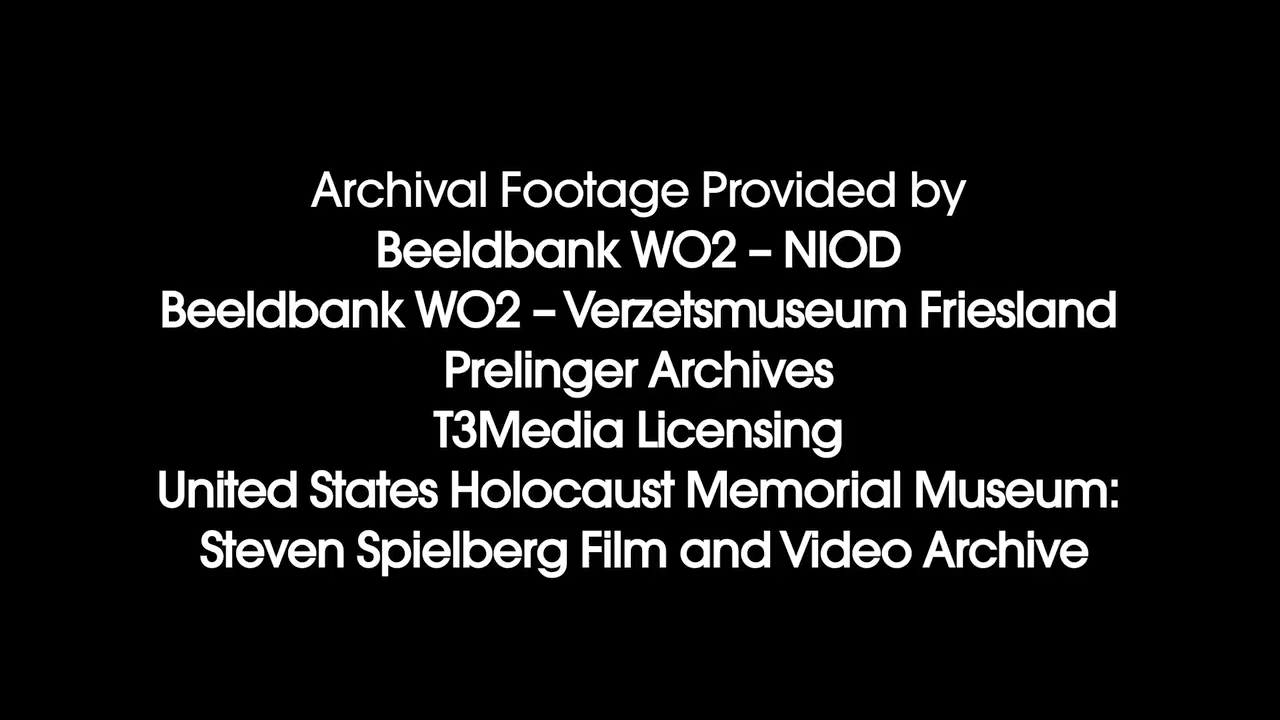 Archival Footage Provided by
Beeldbank WO2 – NIOD
Beeldbank WO2 – Verzetsmuseum Friesland
Prelinger Archives
T3Media Licensing
United States Holocaust Memorial Museum:
Steven Spielberg Film and Video Archive